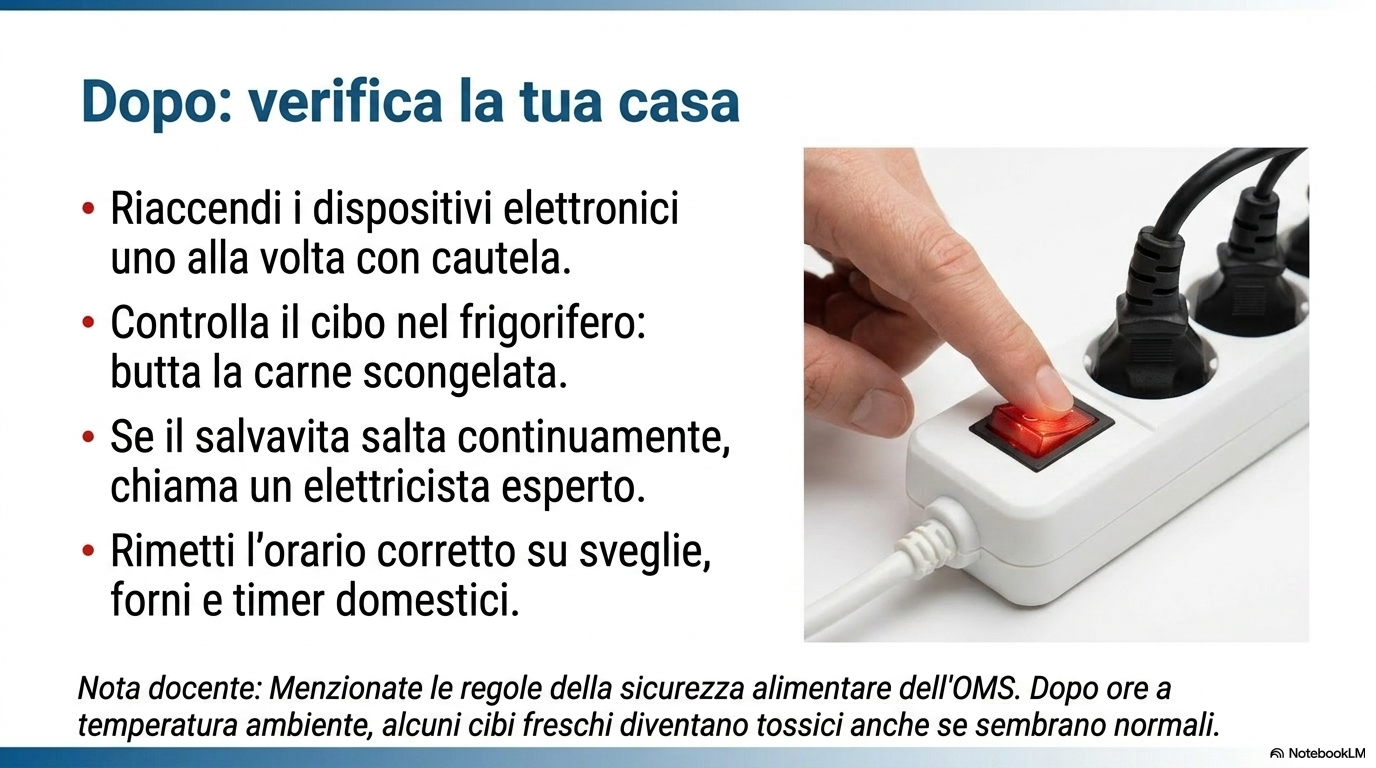 Dopo: verifica la tua casa
• Riaccendi i dispositivi elettronici
uno alla volta con cautela.
• Controlla il cibo nel frigorifero:
butta la carne scongelata.
• Se il salvavita salta continuamente,
chiama un elettricista esperto.
• Rimetti l’orario corretto su sveglie,
forni e timer domestici.
Nota docente: Menzionate le regole della sicurezza alimentare dell'OMS. Dopo ore a
temperatura ambiente, alcuni cibi freschi diventano tossici anche se sembrano normali.
NotebookLM